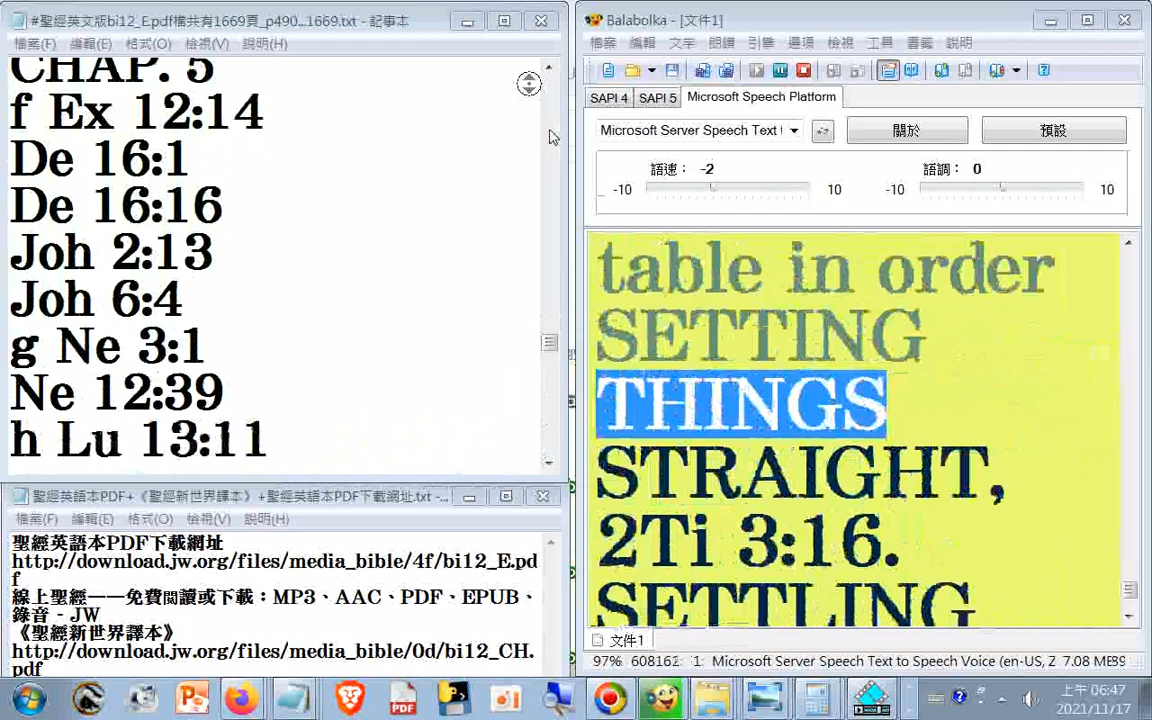 #聖經英文版bi12_E.pdf檔共有1669頁_p490...1669.txt - 記事本
檔案(F) 編輯(E) 格式(O) 檢視(V) 說明(H)
CHAP. 5
f Ex 12:14
De 16:1
De 16:16
Joh 2:13
Joh 6:4
g Ne 3:1
Ne 12:39
h Lu 13:11
聖經英語本PDF+《聖經新世界譯本》+聖經英語本PDF下載網址.txt -...
檔案(F) 編輯(E) 格式(O) 檢視(V) 說明(H)
聖經英語本PDF下載網址
http://download.jw.org/files/media_bible/4f/bi12_E.pd
f
線上聖經——免費閱讀或下載：MP3、AAC、PDF、EPUB、
錄音 - JW
《聖經新世界譯本》
http://download.jw.org/files/media_bible/0d/bi12_CH.
pdf
Balabolka - [文件1]
檔案 編輯 文字 朗讀 引擎 選項 檢視 工具 書籤 說明
SAPI 4 SAPI 5 Microsoft Speech Platform
Microsoft Server Speech Text 關於 預設
語速： -2 語調： 0
-10 10 -10 10
table in order
SETTING
THINGS
STRAIGHT,
2Ti 3:16.
SETTLING
文件1
97% 608162: 1: Microsoft Server Speech Text to Speech Voice (en-US, Z 7.08 MB
上午 06:47
2021/11/17